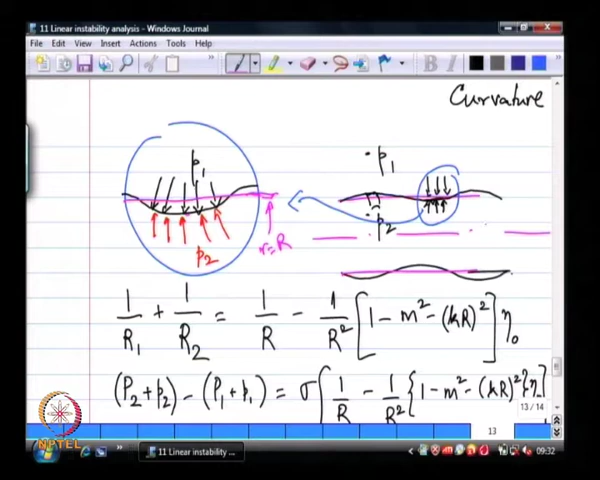 11 Linear instability analysis - Windows Journal
File Edit View Insert Actions Tools Help
B I
Curvature
p₁
p₁
p₂
p₂
r=R
1/R₁ + 1/R₂ = 1/R - 1/R² [1 - m² - (kR)²] η₀
(P₂+p₂) - (P₁+p₁) = σ[1/R - 1/R² {1 - m² - (kR)²}η]
13 / 14
13
NPTEL
11 Linear instability ...
09:32